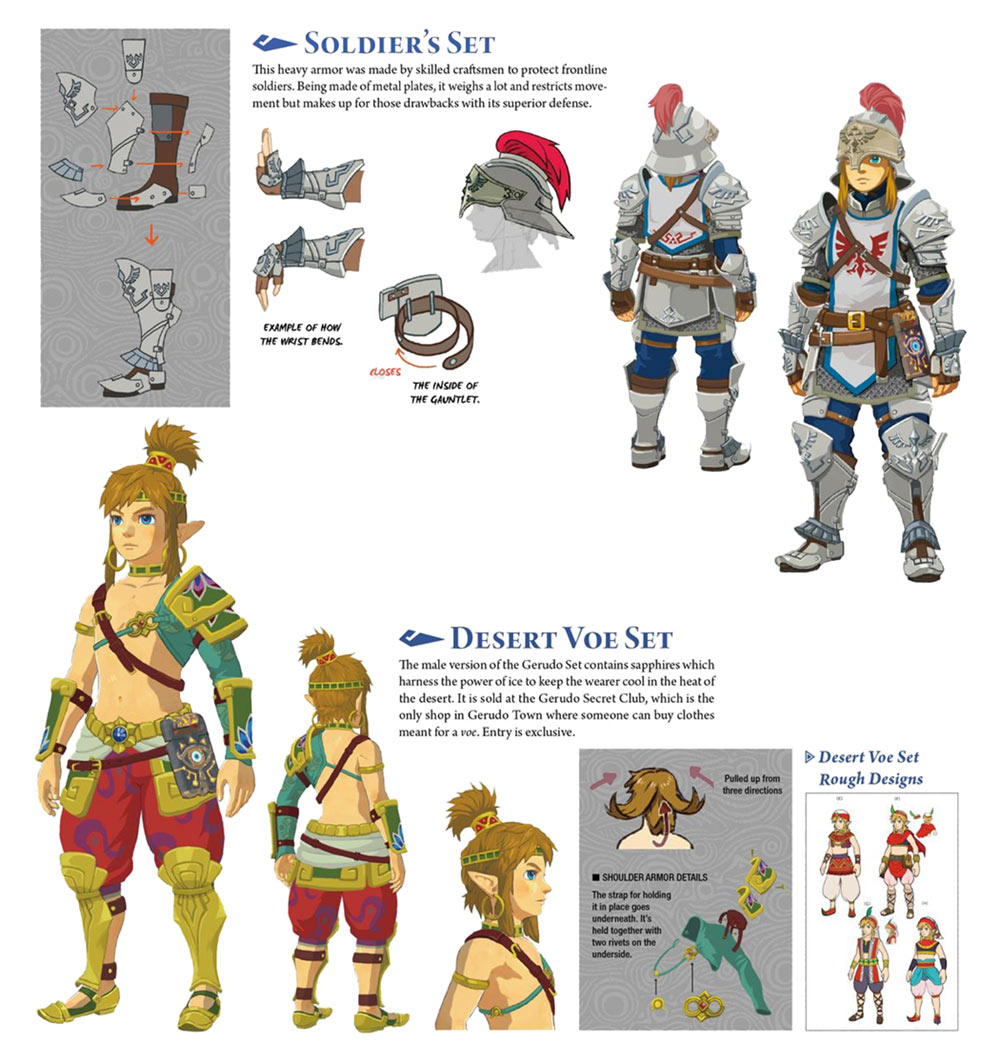 SOLDIER'S SET
This heavy armor was made by skilled craftsmen to protect frontline
soldiers. Being made of metal plates, it weighs a lot and restricts move-
ment but makes up for those drawbacks with its superior defense.
EXAMPLE OF HOW
THE WRIST BENDS.
CLOSES
THE INSIDE OF
THE GAUNTLET.
DESERT VOE SET
The male version of the Gerudo Set contains sapphires which
harness the power of ice to keep the wearer cool in the heat of
the desert. It is sold at the Gerudo Secret Club, which is the
only shop in Gerudo Town where someone can buy clothes
meant for a voe. Entry is exclusive.
Pulled up from
three directions
■ SHOULDER ARMOR DETAILS
The strap for holding
it in place goes
underneath. It's
held together with
two rivets on the
underside.
Desert Voe Set
Rough Designs